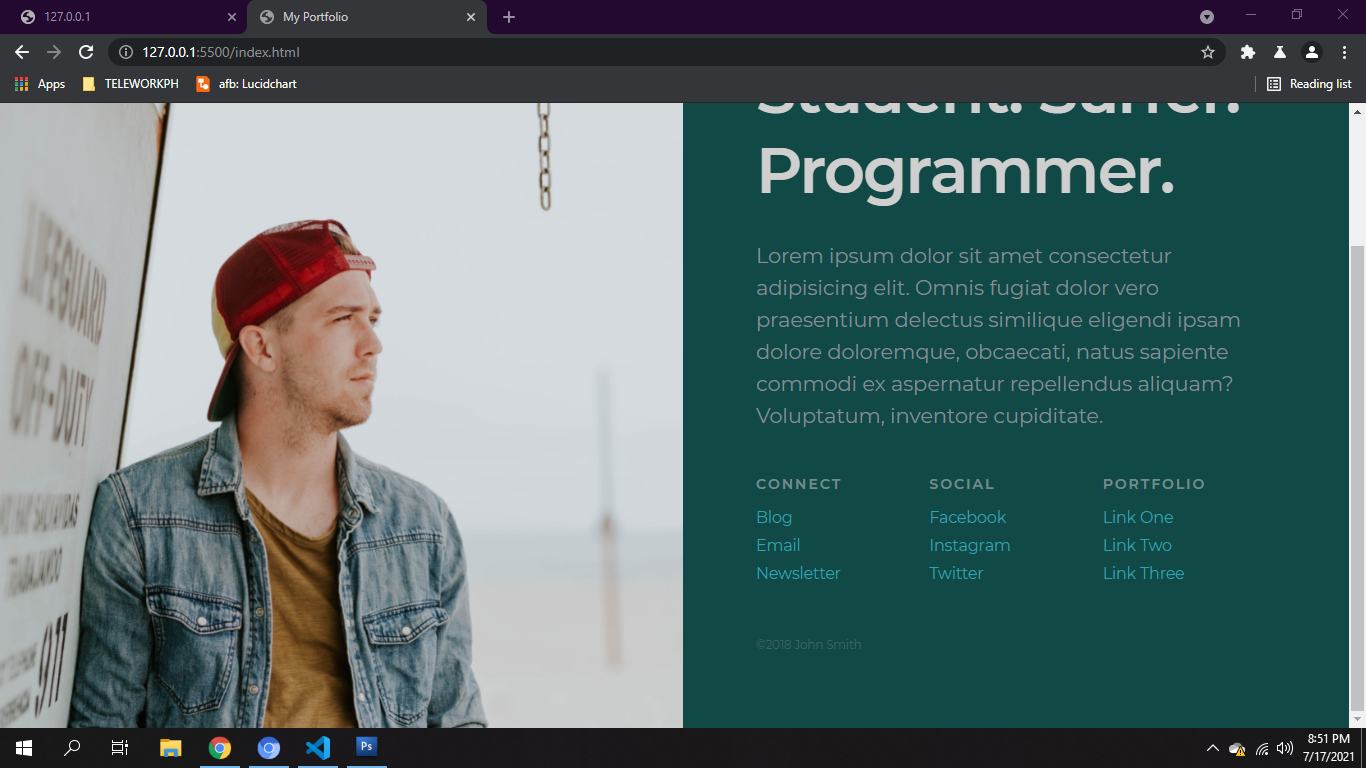 127.0.0.1
My Portfolio
127.0.0.1:5500/index.html
Apps
TELEWORKPH
afb: Lucidchart
Reading list
Student. Surfer.
Programmer.
Lorem ipsum dolor sit amet consectetur
adipisicing elit. Omnis fugiat dolor vero
praesentium delectus similique eligendi ipsam
dolore doloremque, obcaecati, natus sapiente
commodi ex aspernatur repellendus aliquam?
Voluptatum, inventore cupiditate.
CONNECT
Blog
Email
Newsletter
SOCIAL
Facebook
Instagram
Twitter
PORTFOLIO
Link One
Link Two
Link Three
©2018 John Smith
LIFEGUARD
OFF-DUTY
911
Ps
8:51 PM
7/17/2021